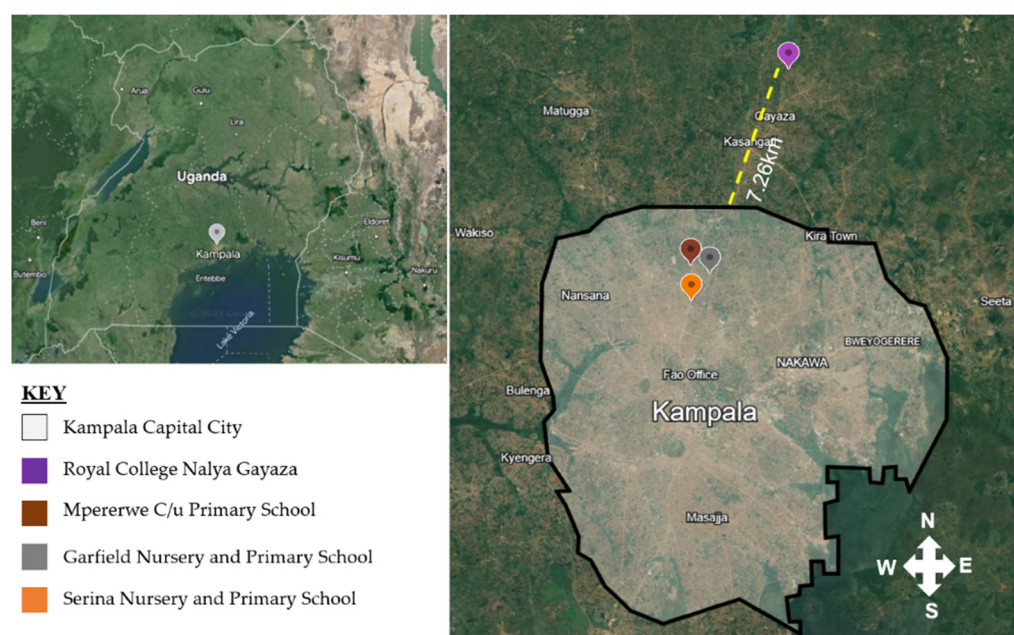 Arua
Gulu
Lira
Uganda
Beni
Kampala
Eldoret
Butembo
Entebbe
Kisumu
Nakuru
Lake Victoria
KEY
Kampala Capital City
Royal College Nalya Gayaza
Mpererwe C/u Primary School
Garfield Nursery and Primary School
Serina Nursery and Primary School
Matugga
Gayaza
Kasangati
7.26km
Wakiso
Kira Town
Nansana
Seeta
BWEYOGERERE
NAKAWA
Fao Office
Bulenga
Kampala
Kyengera
Masajja
N
W
E
S